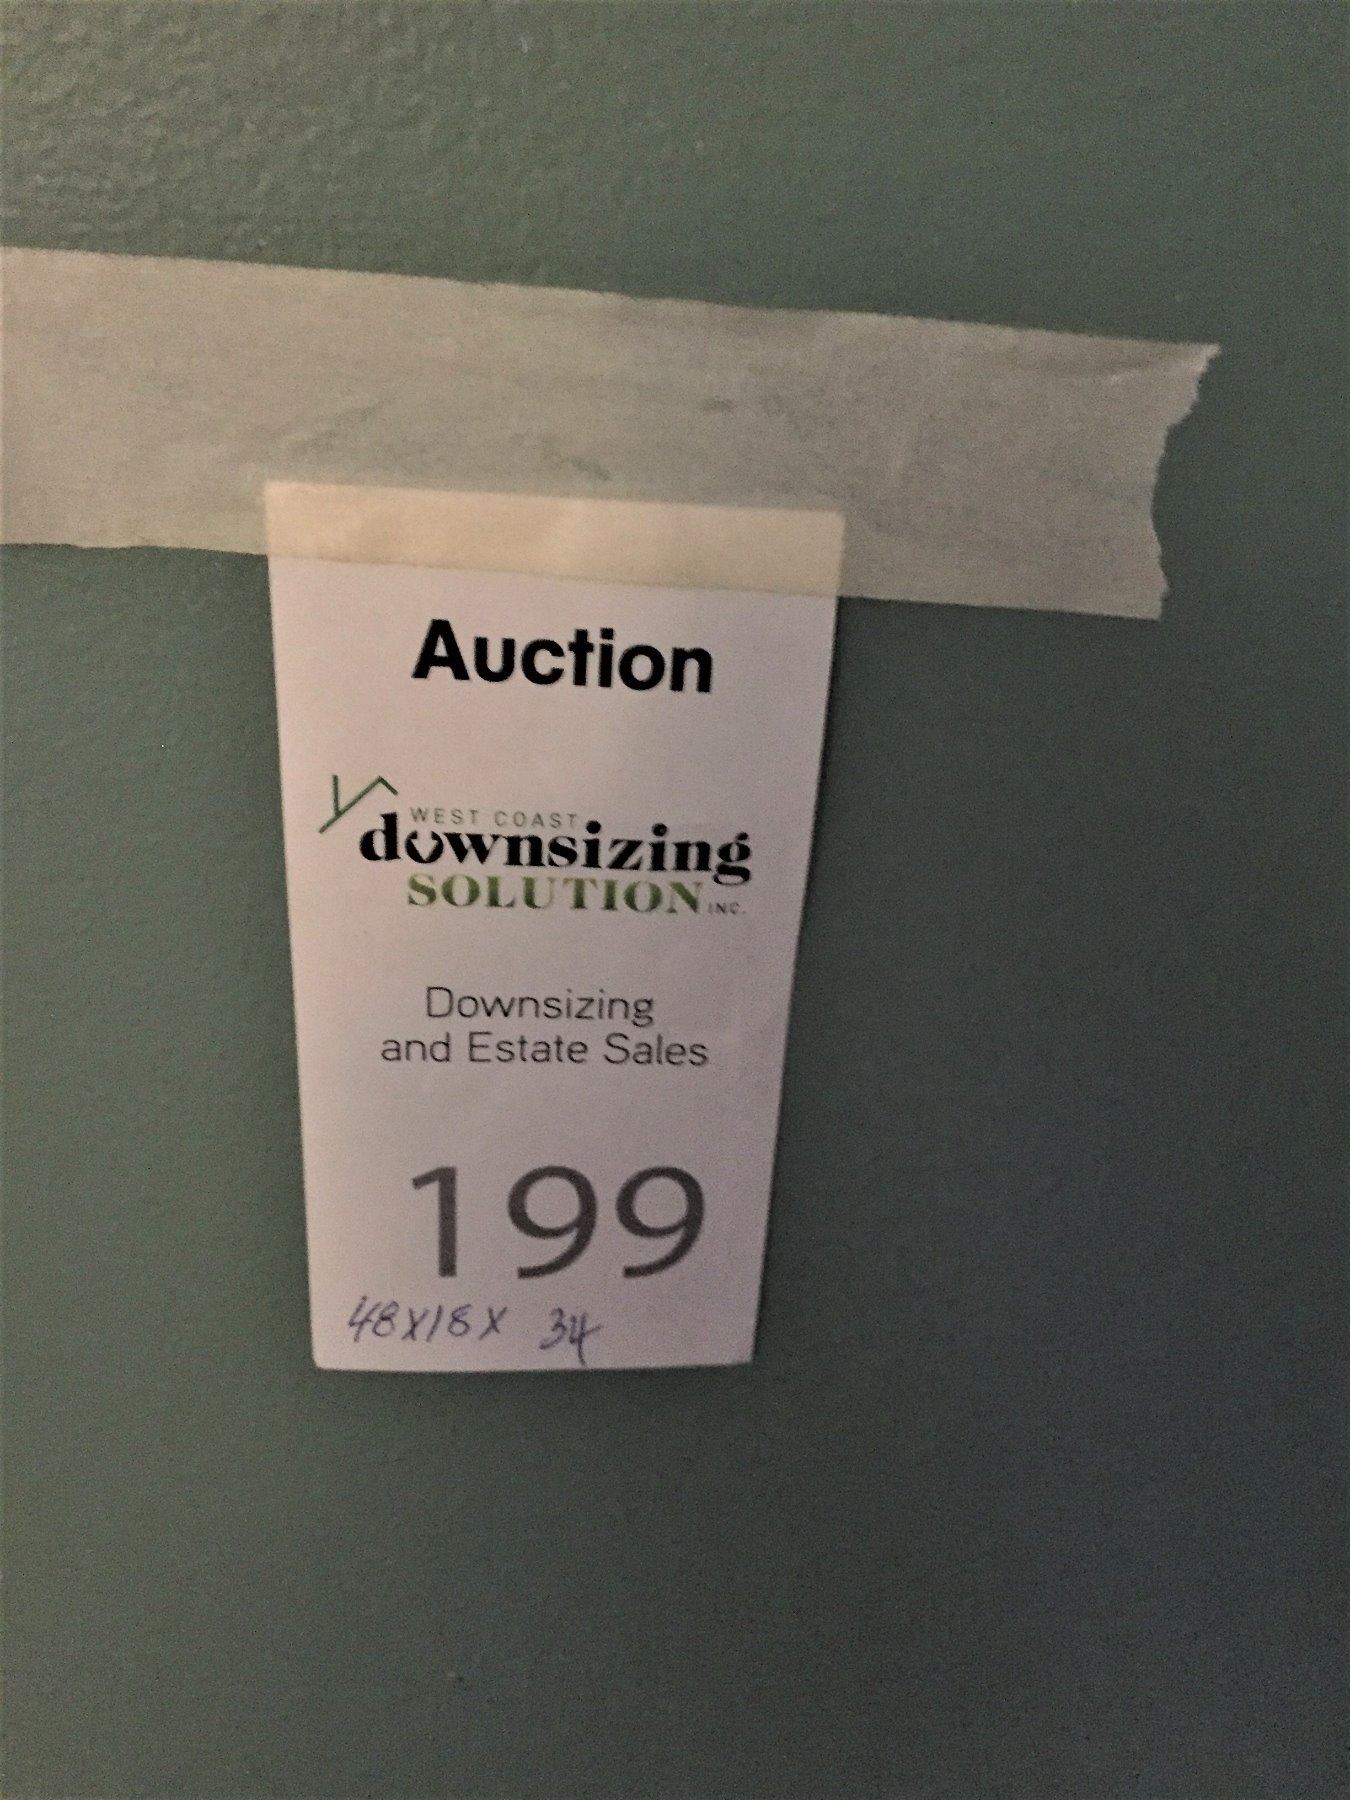 Auction
WEST COAST
downsizing
SOLUTION INC.
Downsizing
and Estate Sales
199
48X18X 34